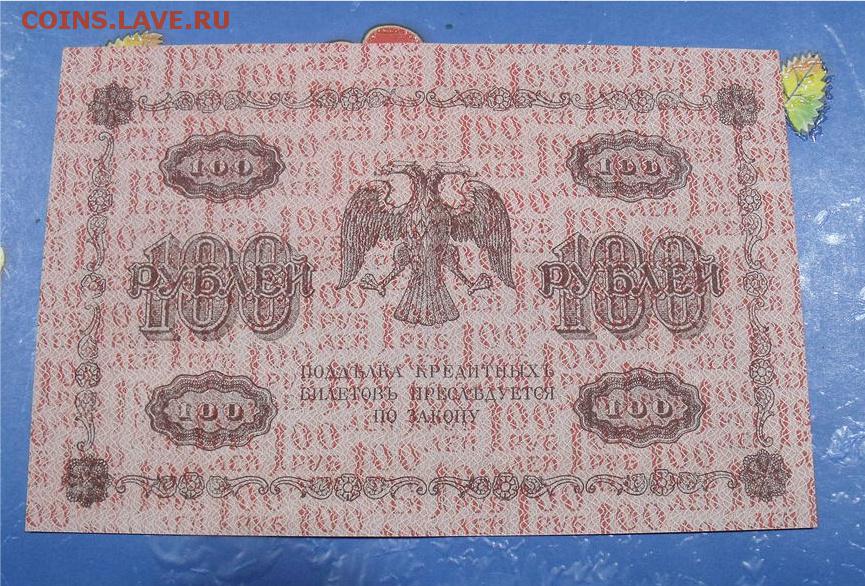 COINS.LAVE.RU
100
100
100
РУБЛЕЙ
100
РУБЛЕЙ
ПОДДѢЛКА КРЕДИТНЫХЪ
БИЛЕТОВЪ ПРЕСЛѢДУЕТСЯ
ПО ЗАКОНУ
100
100